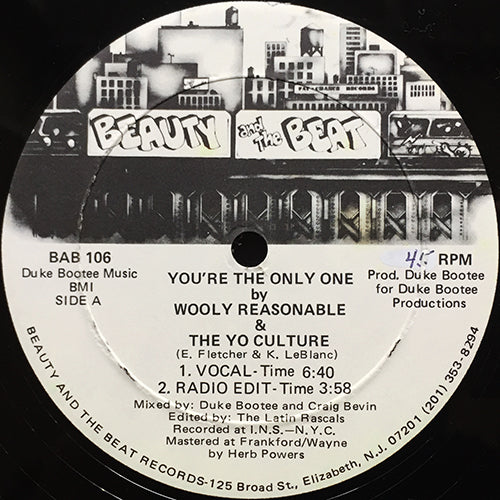 PAY-CHANCE RECORDS
BEAUTY and THE BEAT
BAB 106
Duke Bootee Music
BMI
SIDE A
45 RPM
Prod. Duke Bootee
for Duke Bootee
Productions
YOU'RE THE ONLY ONE
by
WOOLY REASONABLE
&
THE YO CULTURE
(E. Fletcher & K. LeBlanc)
1. VOCAL-Time 6:40
2. RADIO EDIT-Time 3:58
Mixed by: Duke Bootee and Craig Bevin
Edited by: The Latin Rascals
Recorded at I.N.S.—N.Y.C.
Mastered at Frankford/Wayne
by Herb Powers
BEAUTY AND THE BEAT RECORDS-125 Broad St., Elizabeth, N.J. 07201 (201) 353-8294